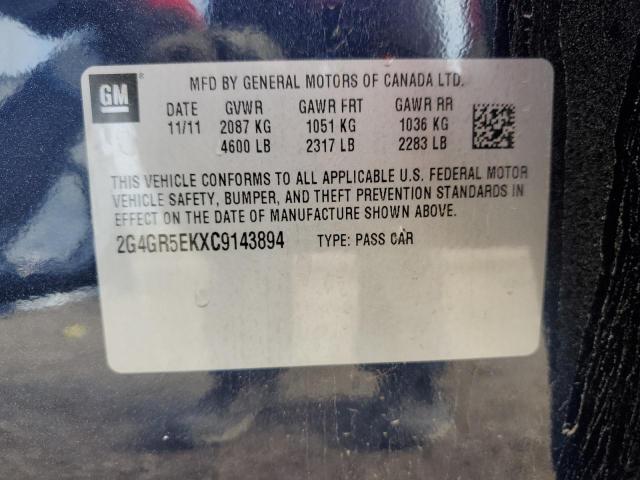 GM
MFD BY GENERAL MOTORS OF CANADA LTD.
DATE GVWR GAWR FRT GAWR RR
11/11 2087 KG 1051 KG 1036 KG
4600 LB 2317 LB 2283 LB
THIS VEHICLE CONFORMS TO ALL APPLICABLE U.S. FEDERAL MOTOR
VEHICLE SAFETY, BUMPER, AND THEFT PREVENTION STANDARDS IN
EFFECT ON THE DATE OF MANUFACTURE SHOWN ABOVE.
2G4GR5EKXC9143894 TYPE: PASS CAR